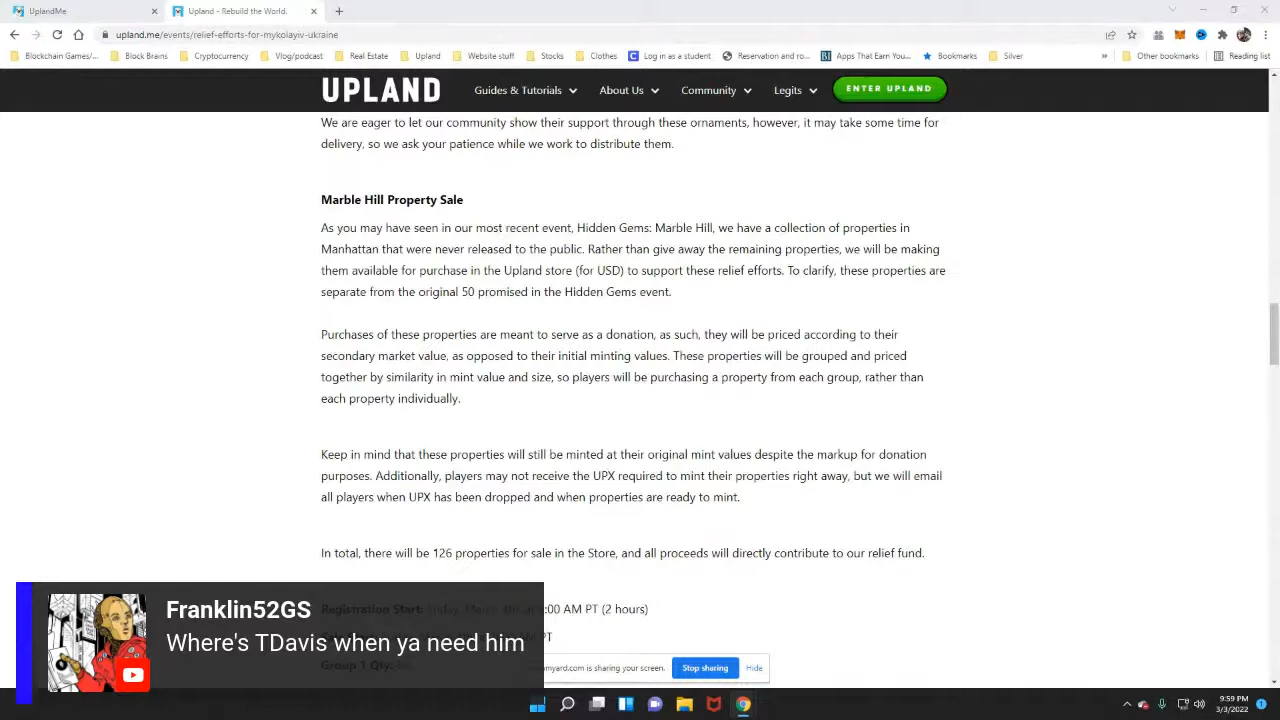 UplandMe
Upland - Rebuild the World.
upland.me/events/relief-efforts-for-mykolayiv-ukraine
Blockchain Games/... Block Brains Cryptocurrency Vlog/podcast Real Estate Upland Website stuff Stocks Clothes Log in as a student Reservation and ro... Apps That Earn You... Bookmarks Silver » Other bookmarks Reading list
UPLAND Guides & Tutorials About Us Community Legits ENTER UPLAND
We are eager to let our community show their support through these ornaments, however, it may take some time for
delivery, so we ask your patience while we work to distribute them.
Marble Hill Property Sale
As you may have seen in our most recent event, Hidden Gems: Marble Hill, we have a collection of properties in
Manhattan that were never released to the public. Rather than give away the remaining properties, we will be making
them available for purchase in the Upland store (for USD) to support these relief efforts. To clarify, these properties are
separate from the original 50 promised in the Hidden Gems event.
Purchases of these properties are meant to serve as a donation, as such, they will be priced according to their
secondary market value, as opposed to their initial minting values. These properties will be grouped and priced
together by similarity in mint value and size, so players will be purchasing a property from each group, rather than
each property individually.
Keep in mind that these properties will still be minted at their original mint values despite the markup for donation
purposes. Additionally, players may not receive the UPX required to mint their properties right away, but we will email
all players when UPX has been dropped and when properties are ready to mint.
In total, there will be 126 properties for sale in the Store, and all proceeds will directly contribute to our relief fund.
Registration Start: Friday, March 4th, at :00 AM PT (2 hours)
PT
Group 1 Qty:
Franklin52GS
Where's TDavis when ya need him
myard.com is sharing your screen. Stop sharing Hide
9:59 PM
3/3/2022